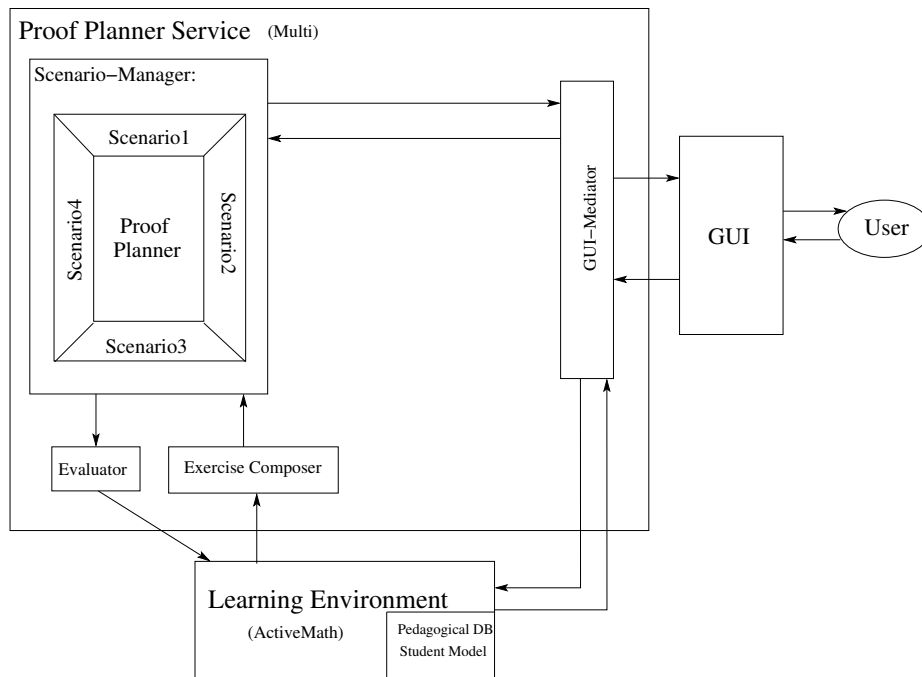 Proof Planner Service (Multi)
Scenario−Manager:
Scenario1
Scenario4
Proof
Planner
Scenario2
Scenario3
GUI−Mediator
GUI
User
Evaluator
Exercise Composer
Learning Environment
(ActiveMath)
Pedagogical DB
Student Model